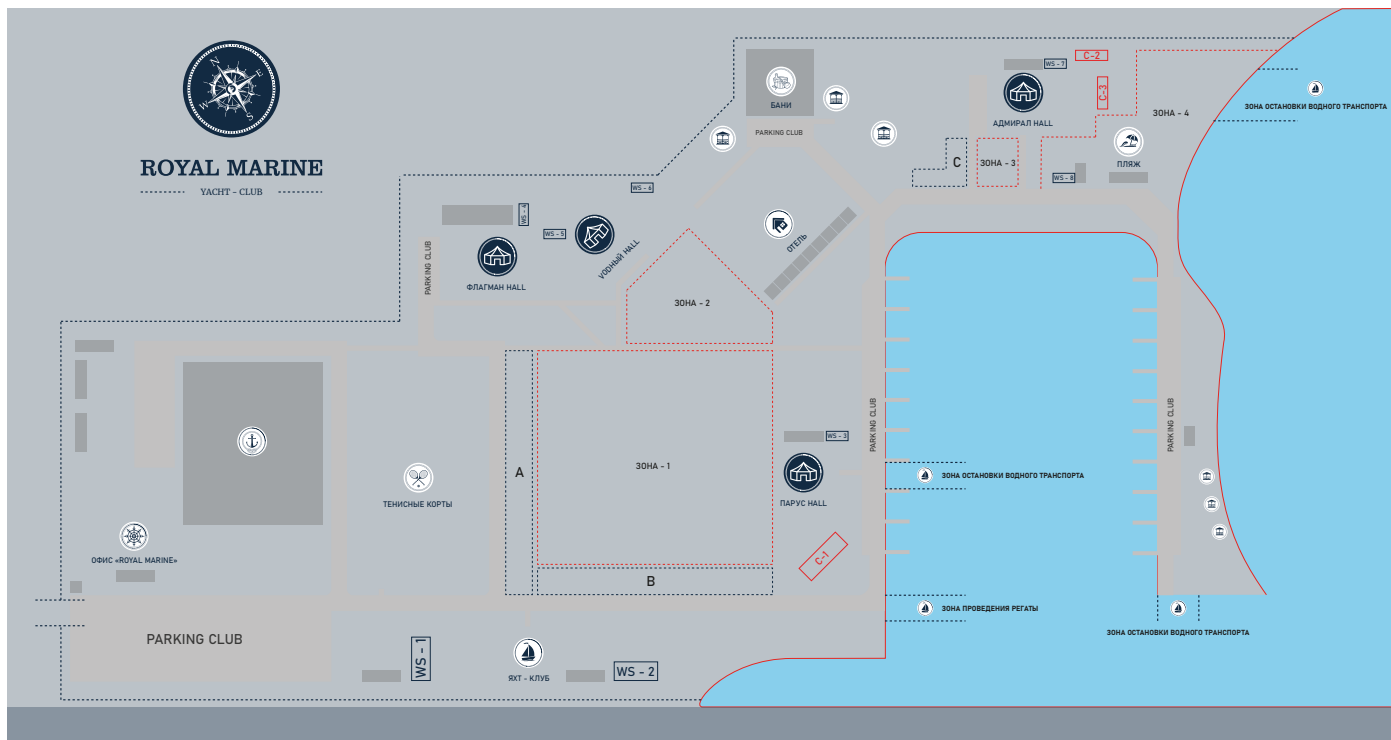 N
E
S
W
ROYAL MARINE
YACHT - CLUB
БАНИ
PARKING CLUB
WS - 7
C-2
C-3
АДМИРАЛ HALL
ЗОНА - 4
ЗОНА ОСТАНОВКИ ВОДНОГО ТРАНСПОРТА
C
ЗОНА - 3
ПЛЯЖ
WS - 8
WS - 6
WS - 4
WS - 5
VОДНЫЙ HALL
ОТЕЛЬ
PARKING CLUB
ФЛАГМАН HALL
ЗОНА - 2
A
ЗОНА - 1
B
WS - 3
ПАРУС HALL
C-1
PARKING CLUB
PARKING CLUB
ЗОНА ОСТАНОВКИ ВОДНОГО ТРАНСПОРТА
ТЕНИСНЫЕ КОРТЫ
ОФИС «ROYAL MARINE»
ЗОНА ПРОВЕДЕНИЯ РЕГАТЫ
ЗОНА ОСТАНОВКИ ВОДНОГО ТРАНСПОРТА
PARKING CLUB
WS - 1
ЯХТ - КЛУБ
WS - 2